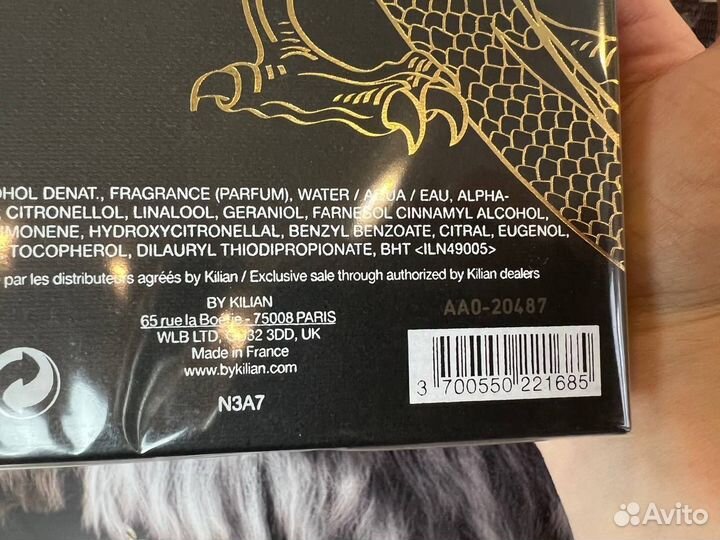 OHOL DENAT., FRAGRANCE (PARFUM), WATER / AQUA / EAU, ALPHA-
, CITRONELLOL, LINALOOL, GERANIOL, FARNESOL CINNAMYL ALCOHOL,
IMONENE, HYDROXYCITRONELLAL, BENZYL BENZOATE, CITRAL, EUGENOL,
TOCOPHEROL, DILAURYL THIODIPROPIONATE, BHT <ILN49005>
par les distributeurs agréés by Kilian / Exclusive sale through authorized by Kilian dealers
BY KILIAN
65 rue la Boétie - 75008 PARIS
WLB LTD, GU32 3DD, UK
Made in France
www.bykilian.com
N3A7
AA0-20487
3 700550 221685
Avito